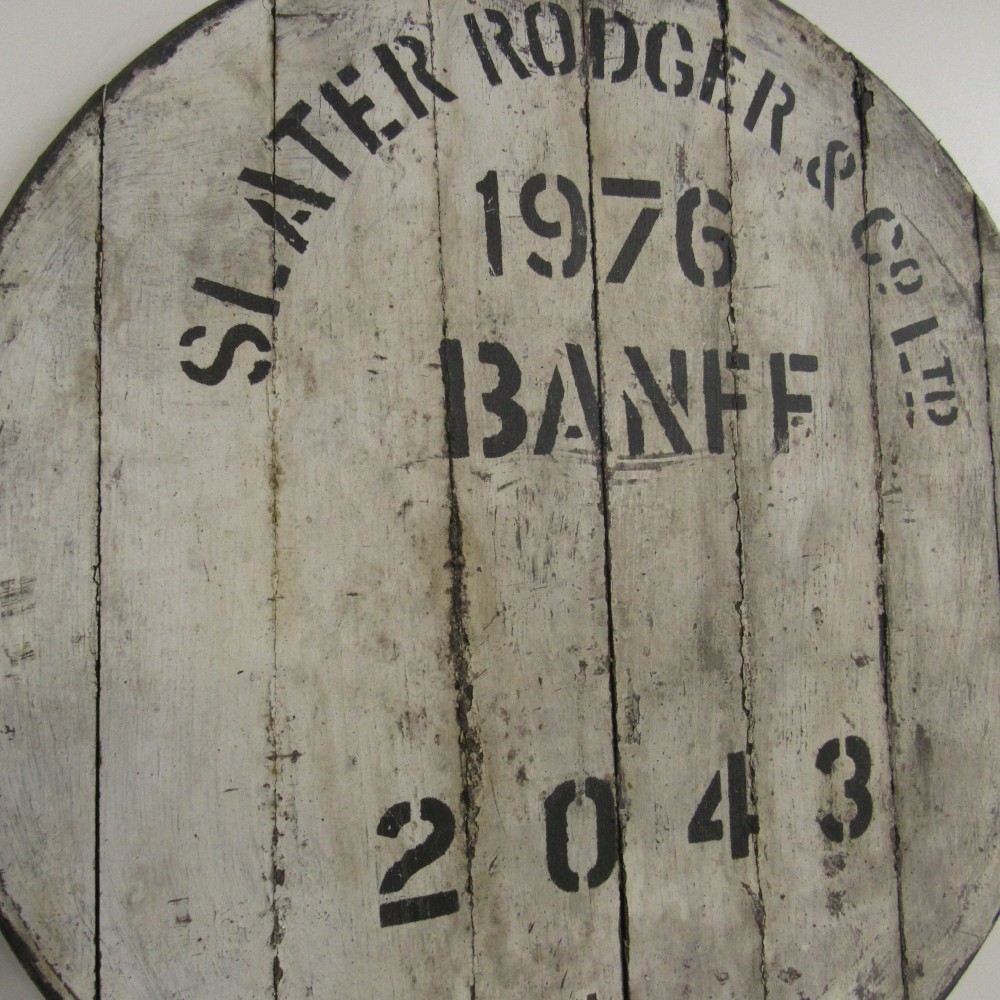 SLATER RODGER & CO LTD
1976
BANFF
2043